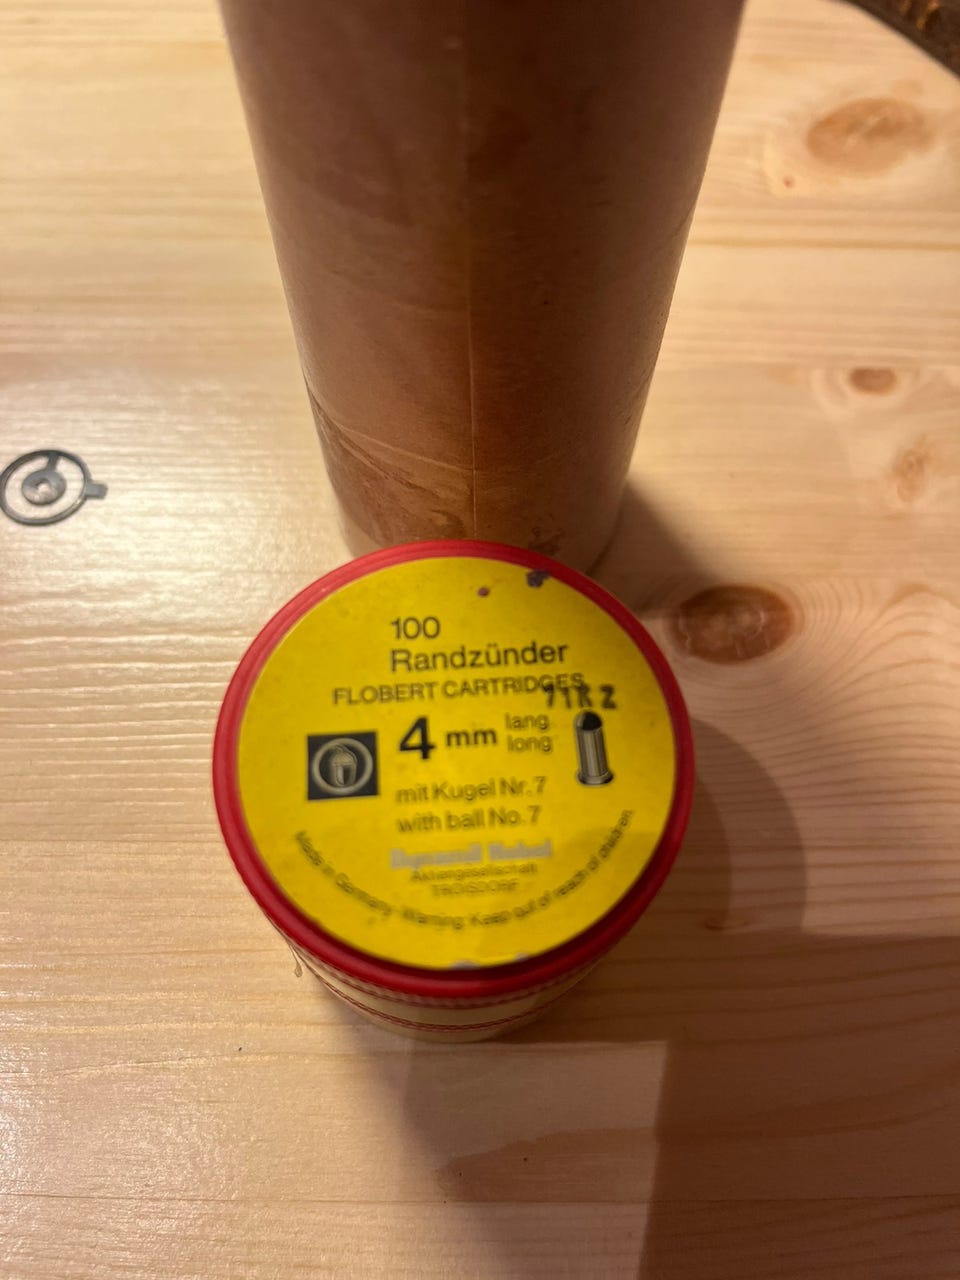 100
Randzünder
FLOBERT CARTRIDGES
71RZ
4 mm lang
long
mit Kugel Nr. 7
with ball No. 7
Dynamit Nobel
Aktiengesellschaft
TROISDORF
Made in Germany · Warning: Keep out of reach of children